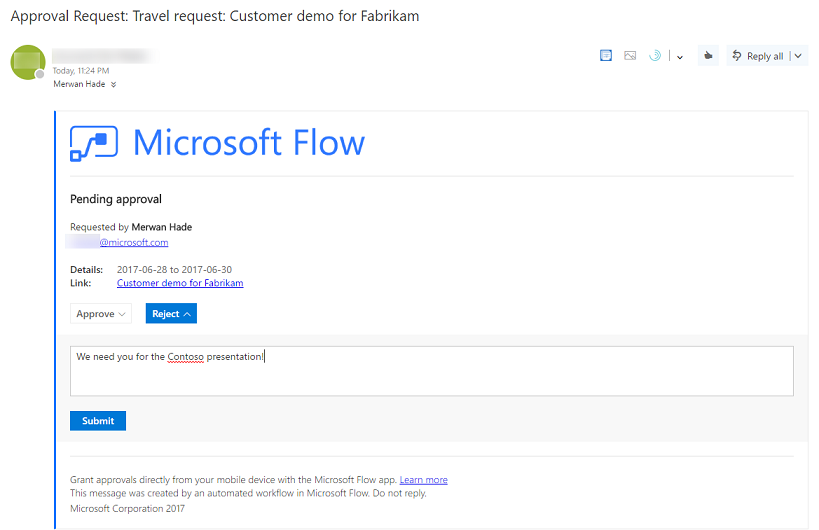 Approval Request: Travel request: Customer demo for Fabrikam
Today, 11:24 PM
Merwan Hade
Reply all
Microsoft Flow
Pending approval
Requested by Merwan Hade
@microsoft.com
Details: 2017-06-28 to 2017-06-30
Link: Customer demo for Fabrikam
Approve
Reject
We need you for the Contoso presentation!
Submit
Grant approvals directly from your mobile device with the Microsoft Flow app. Learn more
This message was created by an automated workflow in Microsoft Flow. Do not reply.
Microsoft Corporation 2017